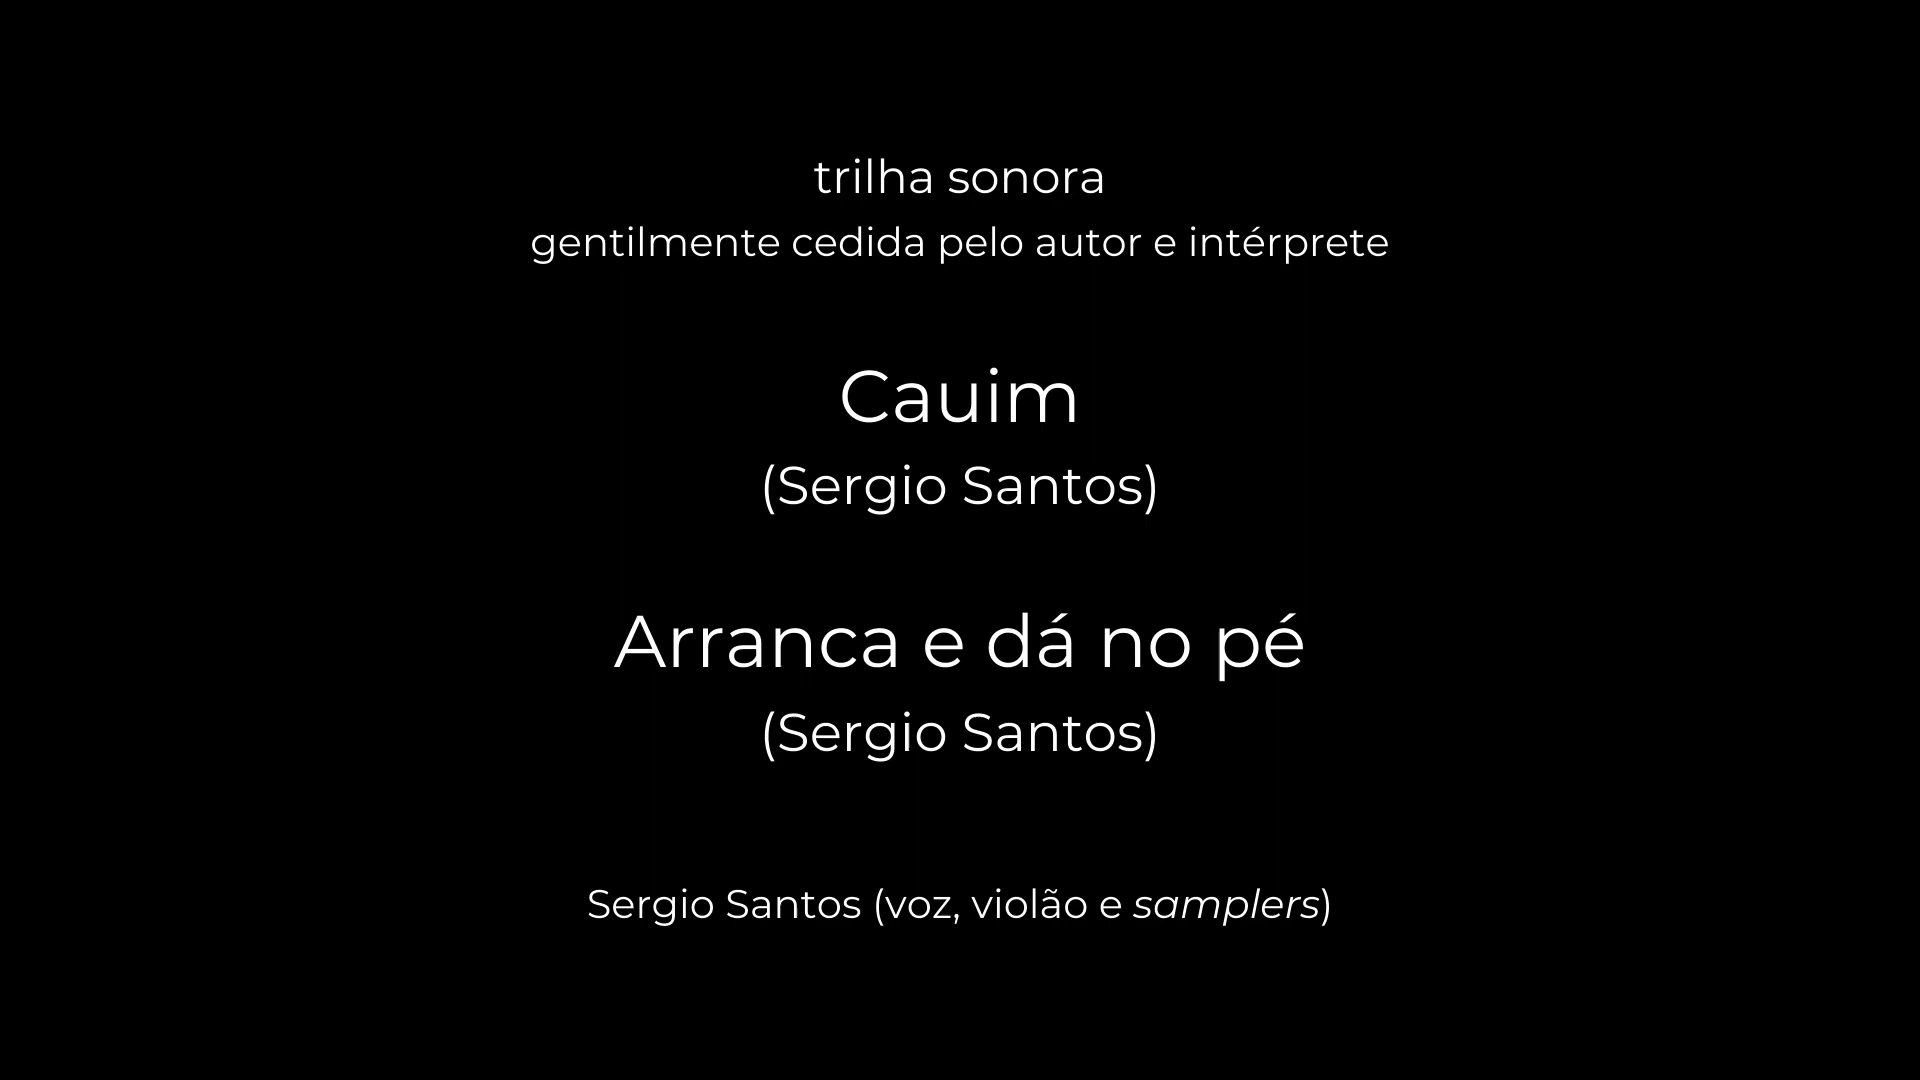 trilha sonora
gentilmente cedida pelo autor e intérprete
Cauim
(Sergio Santos)
Arranca e dá no pé
(Sergio Santos)
Sergio Santos (voz, violão e samplers)